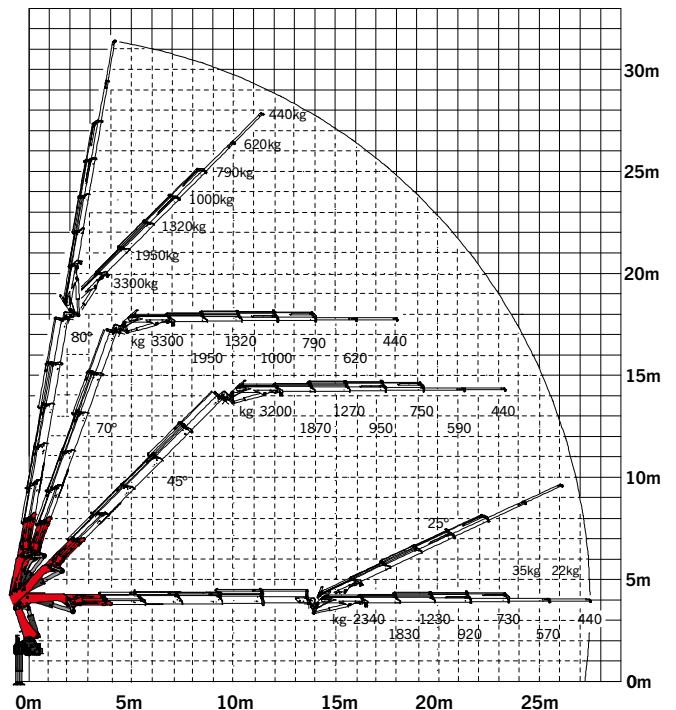 30m
440kg
620kg
790kg
25m
1000kg
1320kg
1950kg
3300kg
20m
80°
kg 3300 1320 790 440
1950 1000 620
15m
kg 3200 1270 750 440
70°
1870 950 590
45°
10m
25°
35kg 22kg
5m
kg 2340 1230 730 440
1830 920 570
0m
0m 5m 10m 15m 20m 25m